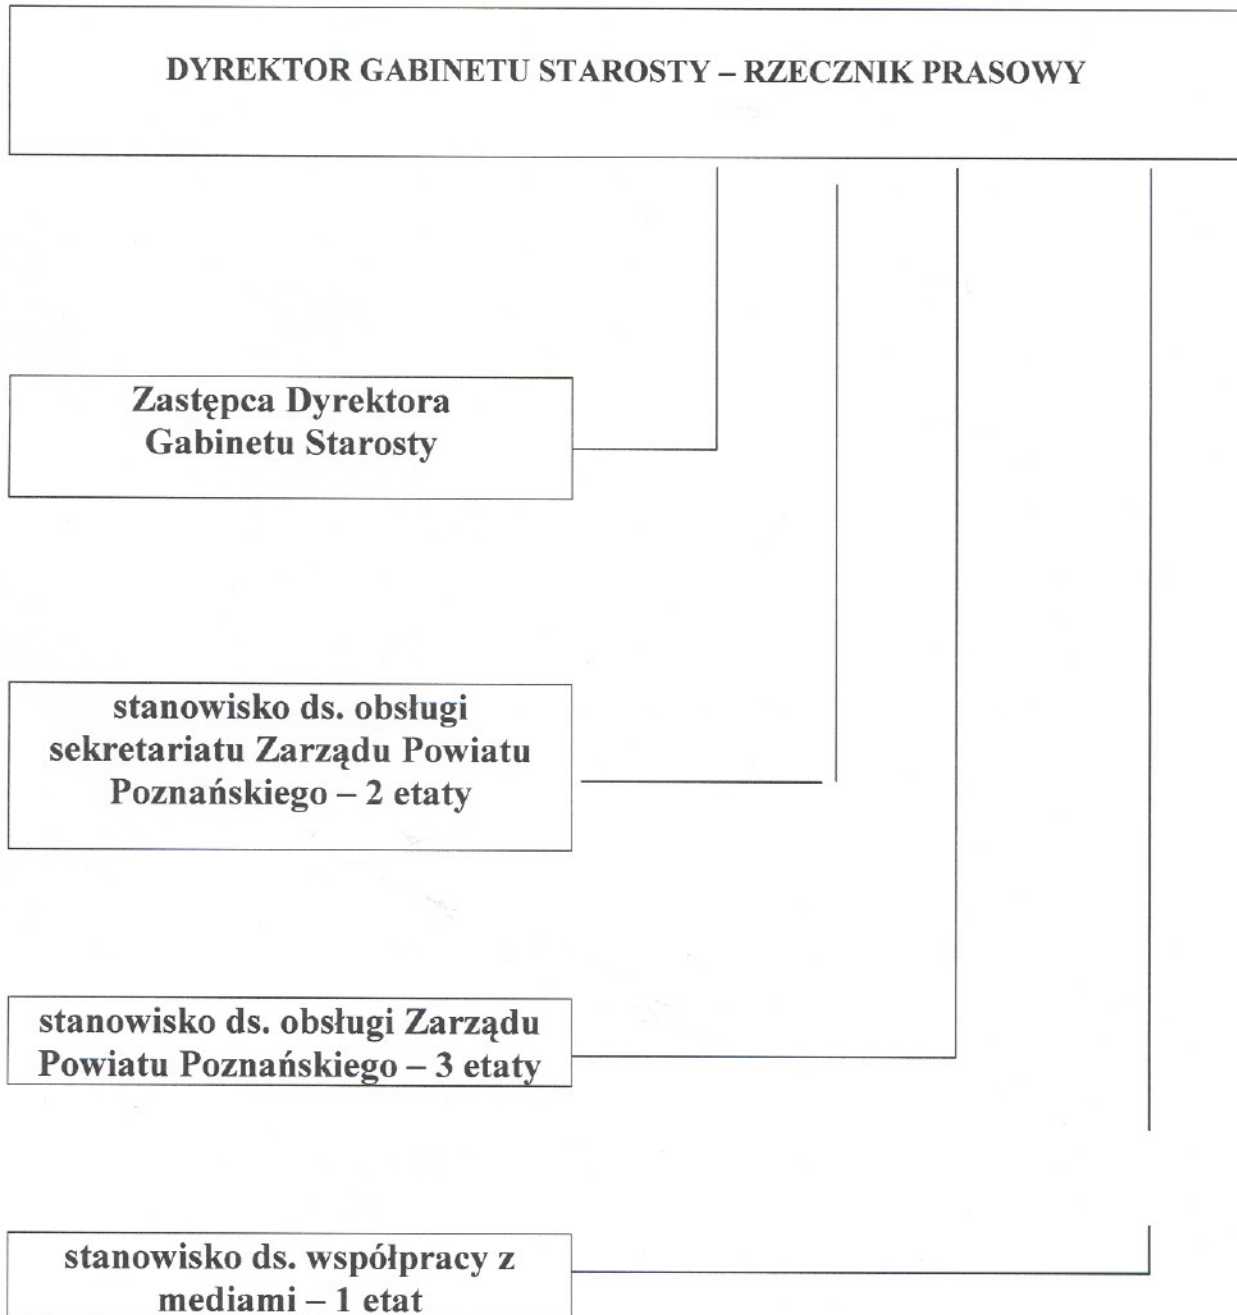 DYREKTOR GABINETU STAROSTY – RZECZNIK PRASOWY
Zastępca Dyrektora
Gabinetu Starosty
stanowisko ds. obsługi
sekretariatu Zarządu Powiatu
Poznańskiego – 2 etaty
stanowisko ds. obsługi Zarządu
Powiatu Poznańskiego – 3 etaty
stanowisko ds. współpracy z
mediami – 1 etat